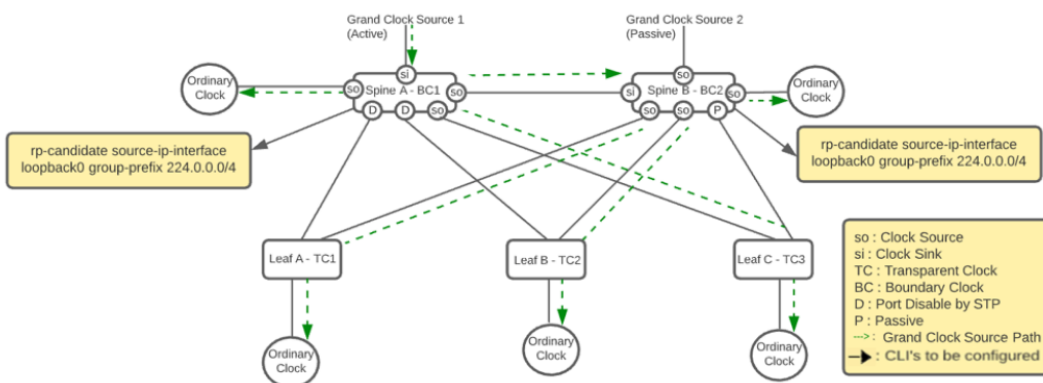 Grand Clock Source 1
(Active)
Grand Clock Source 2
(Passive)
Ordinary
Clock
si
so
Spine A - BC1
so
D
D
so
so
si
Spine B - BC2
so
so
so
P
Ordinary
Clock
rp-candidate source-ip-interface
loopback0 group-prefix 224.0.0.0/4
rp-candidate source-ip-interface
loopback0 group-prefix 224.0.0.0/4
Leaf A - TC1
Leaf B - TC2
Leaf C - TC3
so : Clock Source
si : Clock Sink
TC : Transparent Clock
BC : Boundary Clock
D : Port Disable by STP
P : Passive
: Grand Clock Source Path
: CLI's to be configured
Ordinary
Clock
Ordinary
Clock
Ordinary
Clock